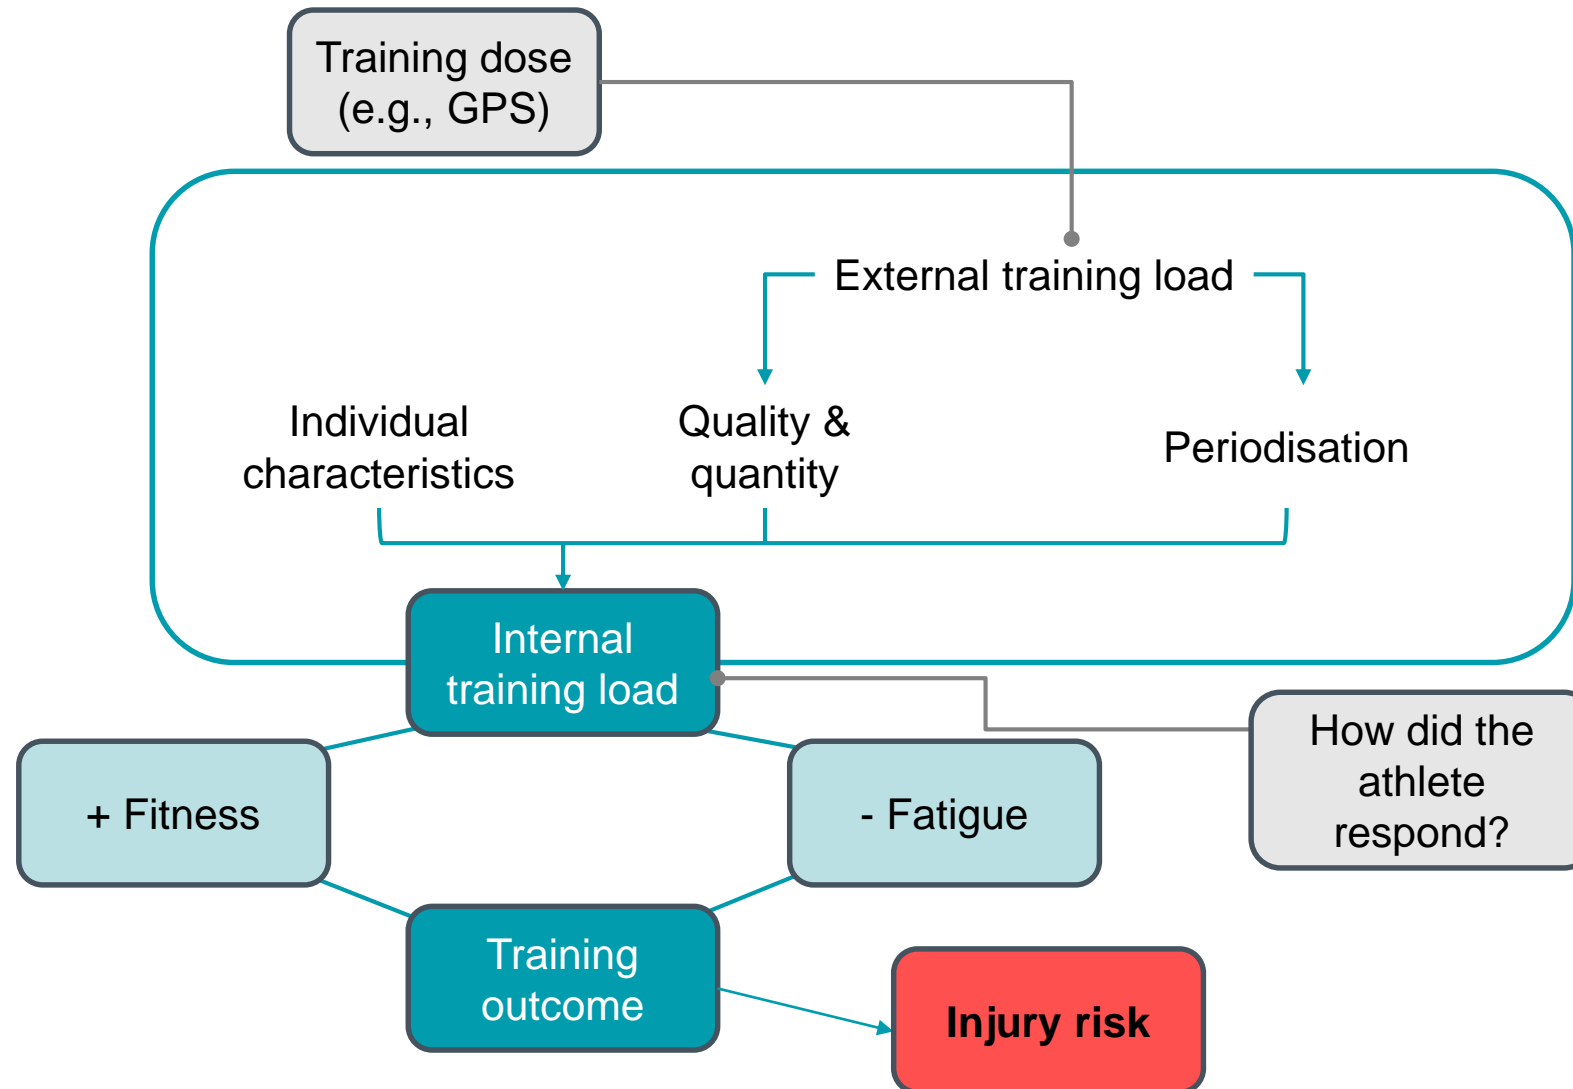 Training dose
(e.g., GPS)
External training load
Individual
characteristics
Quality &
quantity
Periodisation
Internal
training load
How did the
athlete
respond?
+ Fitness
- Fatigue
Training
outcome
Injury risk